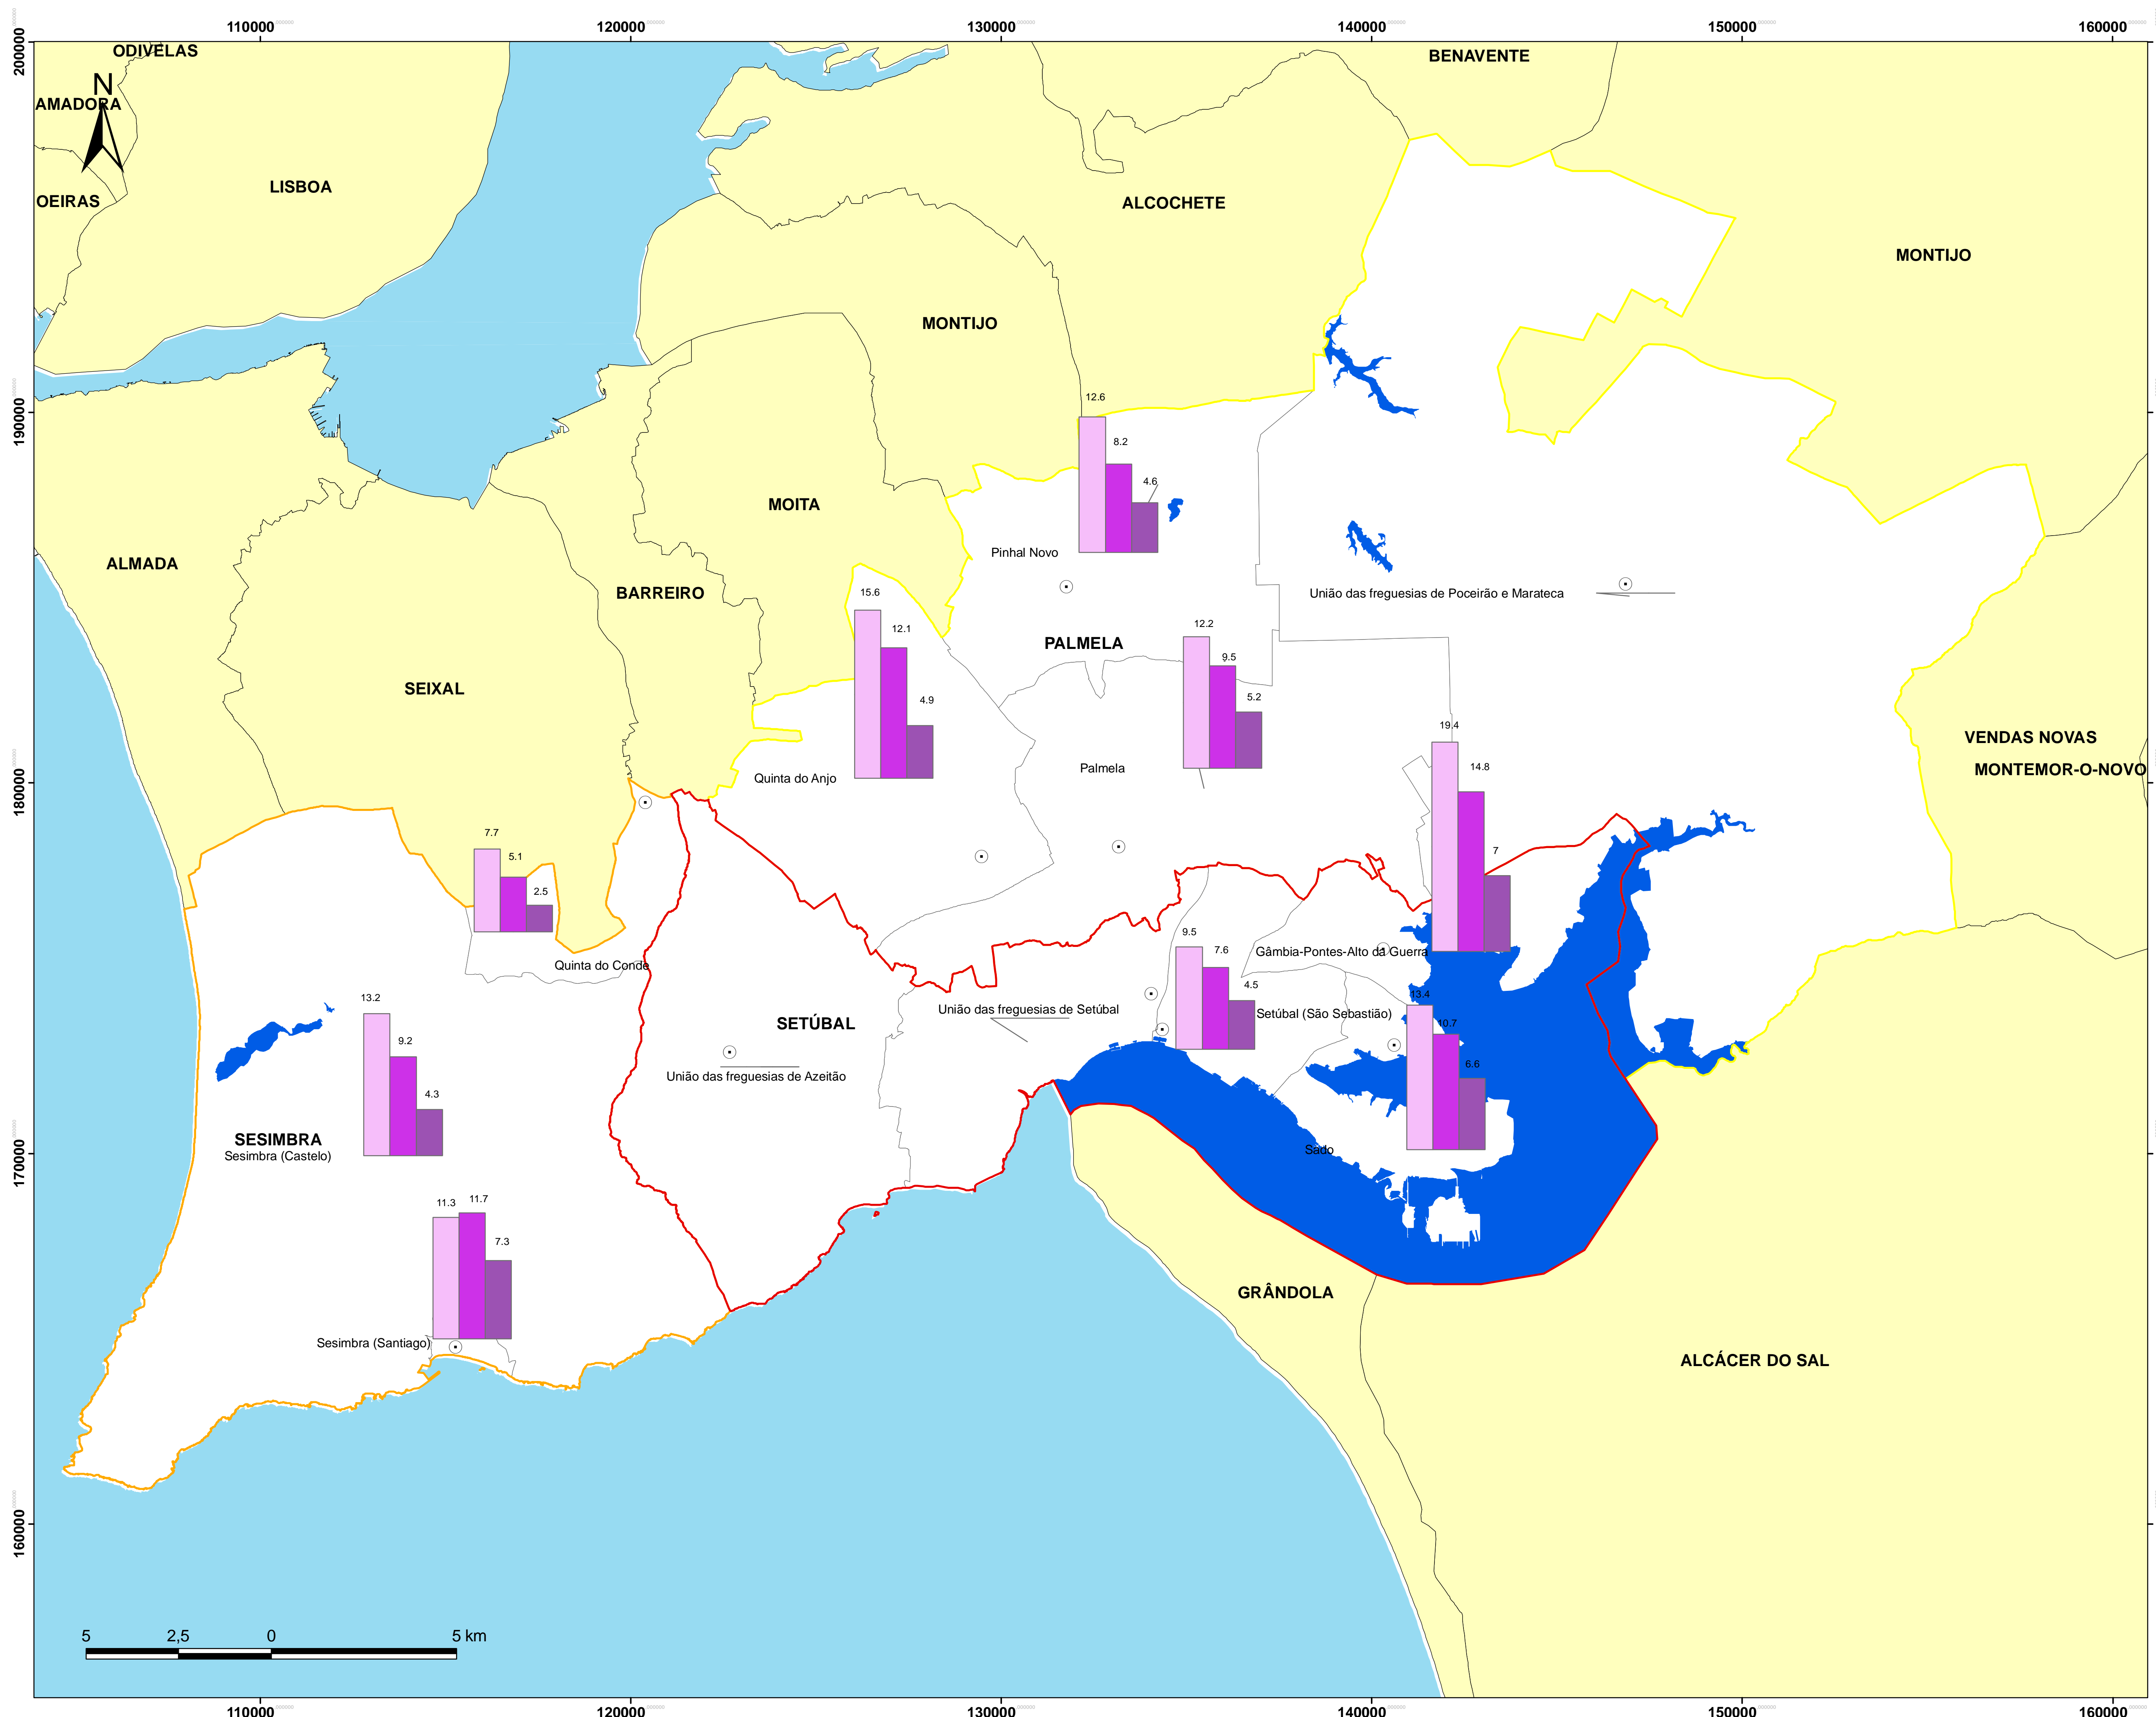 110000
120000
130000
140000
150000
160000
200000
190000
180000
170000
160000
ODIVELAS
BENAVENTE
N
AMADORA
LISBOA
OEIRAS
ALCOCHETE
MONTIJO
MONTIJO
12.6
8.2
4.6
MOITA
Pinhal Novo
ALMADA
BARREIRO
15.6
União das freguesias de Poceirão e Marateca
12.1
12.2
PALMELA
9.5
SEIXAL
4.9
5.2
19.4
VENDAS NOVAS
14.8
MONTEMOR-O-NOVO
Quinta do Anjo
Palmela
7.7
5.1
7
2.5
9.5
7.6
Gâmbia-Pontes-Alto da Guerra
Quinta do Conde
4.5
13.2
13.4
9.2
União das freguesias de Setúbal
Setúbal (São Sebastião)
10.7
SETÚBAL
6.6
4.3
União das freguesias de Azeitão
SESIMBRA
Sesimbra (Castelo)
Sado
11.3
11.7
7.3
GRÂNDOLA
Sesimbra (Santiago)
ALCÁCER DO SAL
5
2,5
0
5 km
110000
120000
130000
140000
150000
160000